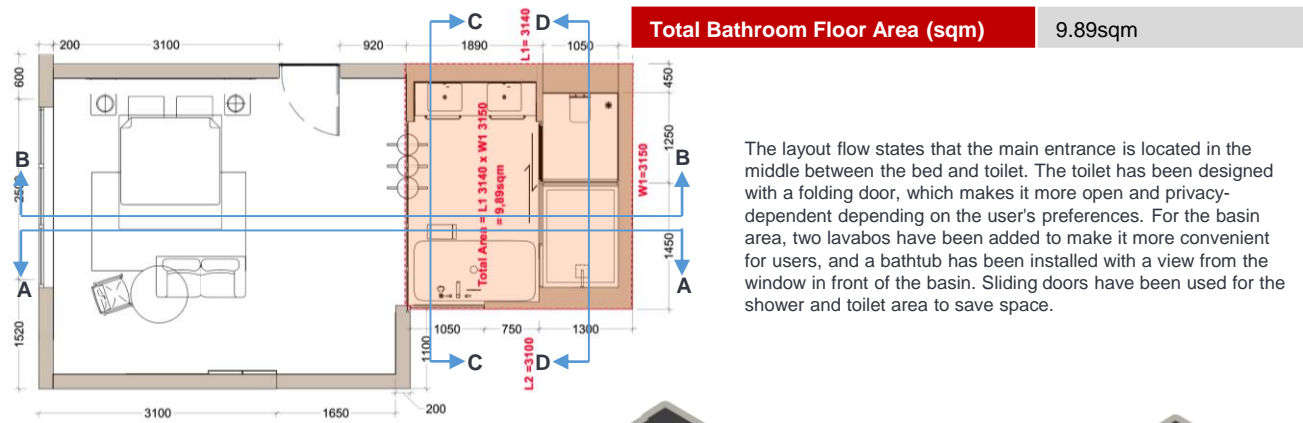 Total Bathroom Floor Area (sqm)
9.89sqm
C
D
L1= 3140
200
3100
920
1890
1050
600
450
1250
B
B
2500
W1=3150
Total Area = L1 3140 x W1 3150
= 9,89sqm
1450
A
A
1520
1050
750
1300
1100
C
D
L2 =3100
200
3100
1650
The layout flow states that the main entrance is located in the
middle between the bed and toilet. The toilet has been designed
with a folding door, which makes it more open and privacy-
dependent depending on the user's preferences. For the basin
area, two lavabos have been added to make it more convenient
for users, and a bathtub has been installed with a view from the
window in front of the basin. Sliding doors have been used for the
shower and toilet area to save space.